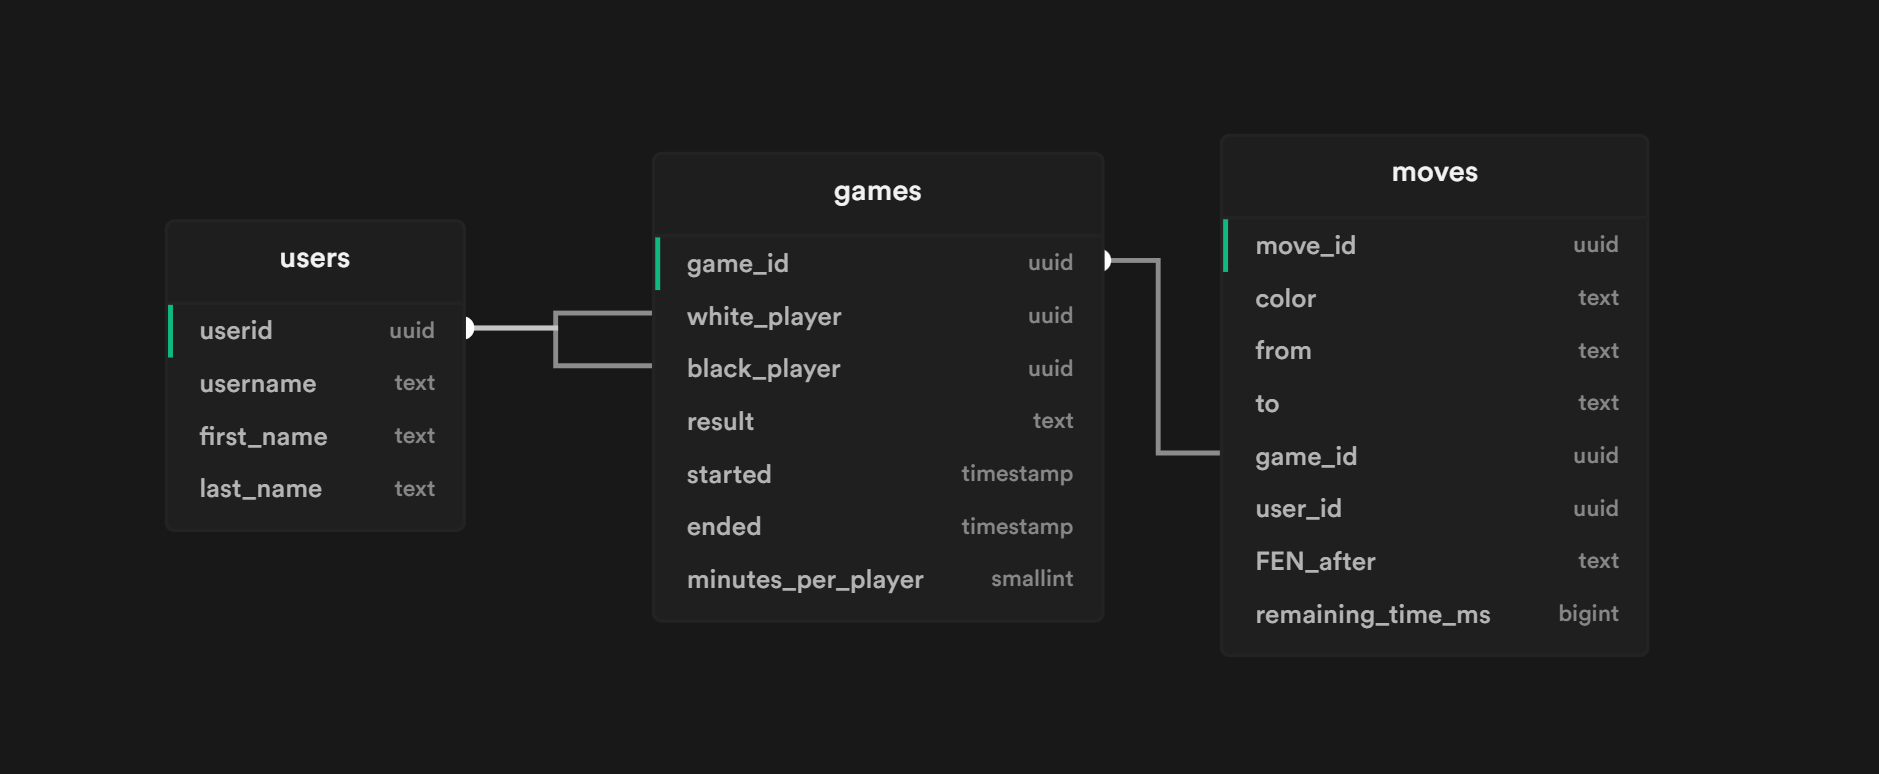 users
userid uuid
username text
first_name text
last_name text
games
game_id uuid
white_player uuid
black_player uuid
result text
started timestamp
ended timestamp
minutes_per_player smallint
moves
move_id uuid
color text
from text
to text
game_id uuid
user_id uuid
FEN_after text
remaining_time_ms bigint